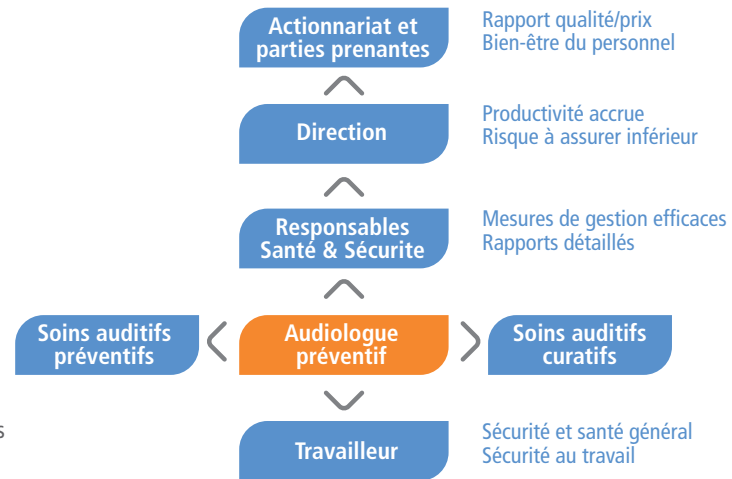 Actionnariat et
parties prenantes
Rapport qualité/prix
Bien-être du personnel
Direction
Productivité accrue
Risque à assurer inférieur
Responsables
Santé & Sécurite
Mesures de gestion efficaces
Rapports détaillés
Soins auditifs
préventifs
Audiologue
préventif
Soins auditifs
curatifs
s
Travailleur
Sécurité et santé général
Sécurité au travail